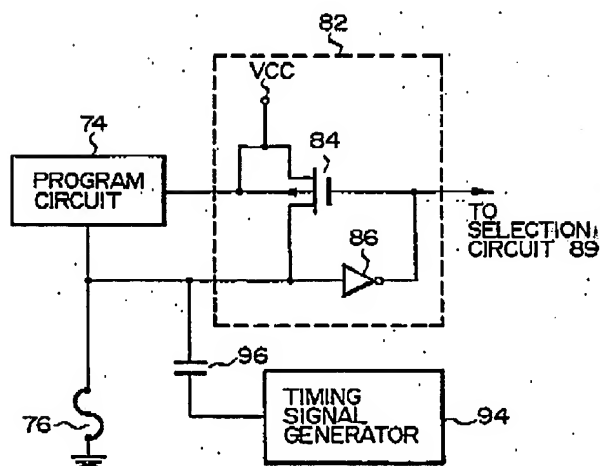 82
VCC
74
84
PROGRAM
CIRCUIT
TO
SELECTION
CIRCUIT 89
86
96
76
TIMING
SIGNAL
GENERATOR
94